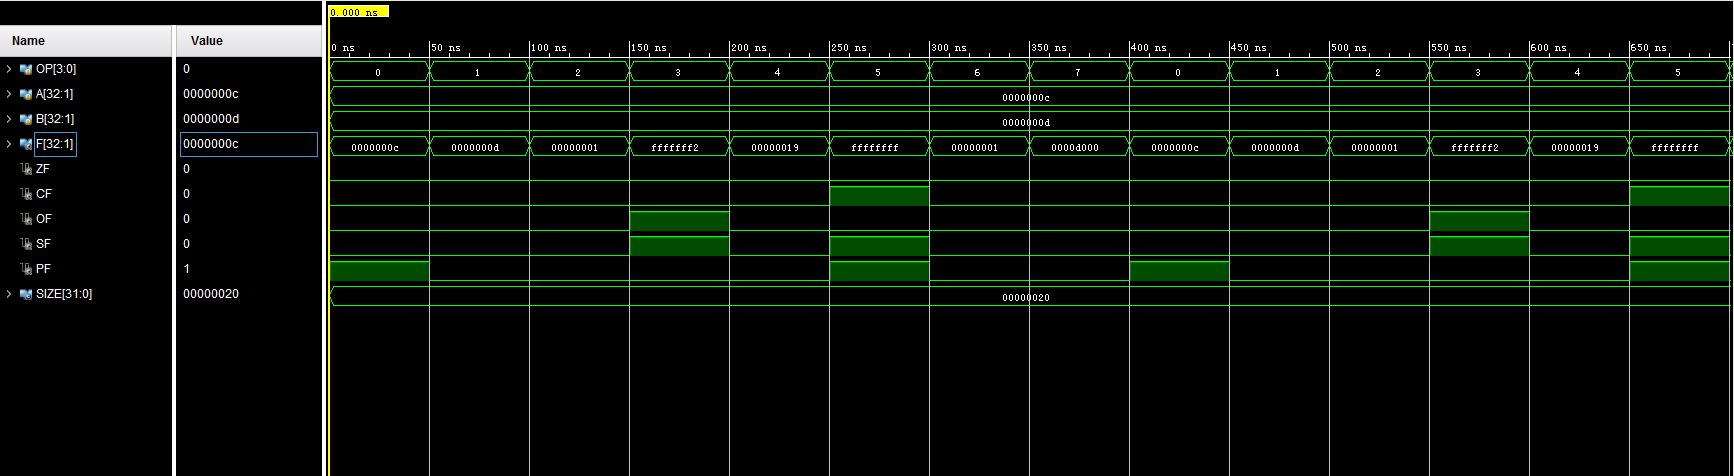 0.000 ns
Name Value
0 ns 50 ns 100 ns 150 ns 200 ns 250 ns 300 ns 350 ns 400 ns 450 ns 500 ns 550 ns 600 ns 650 ns
OP[3:0] 0 0 1 2 3 4 5 6 7 0 1 2 3 4 5
A[32:1] 0000000c 0000000c
B[32:1] 0000000d 0000000d
F[32:1] 0000000c 0000000c 0000000d 00000001 fffffff2 00000019 ffffffff 00000001 0000d000 0000000c 0000000d 00000001 fffffff2 00000019 ffffffff
ZF 0
CF 0
OF 0
SF 0
PF 1
SIZE[31:0] 00000020 00000020